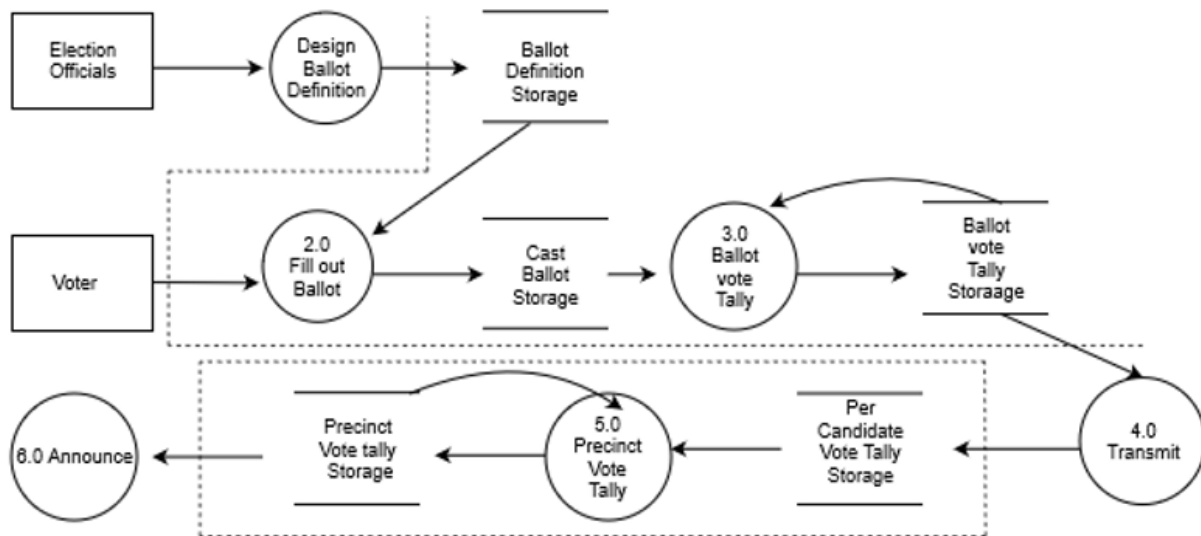 Election
Officials
Design
Ballot
Definition
Ballot
Definition
Storage
Voter
2.0
Fill out
Ballot
Cast
Ballot
Storage
3.0
Ballot
vote
Tally
Ballot
vote
Tally
Storaage
6.0 Announce
Precinct
Vote tally
Storage
5.0
Precinct
Vote
Tally
Per
Candidate
Vote Tally
Storage
4.0
Transmit